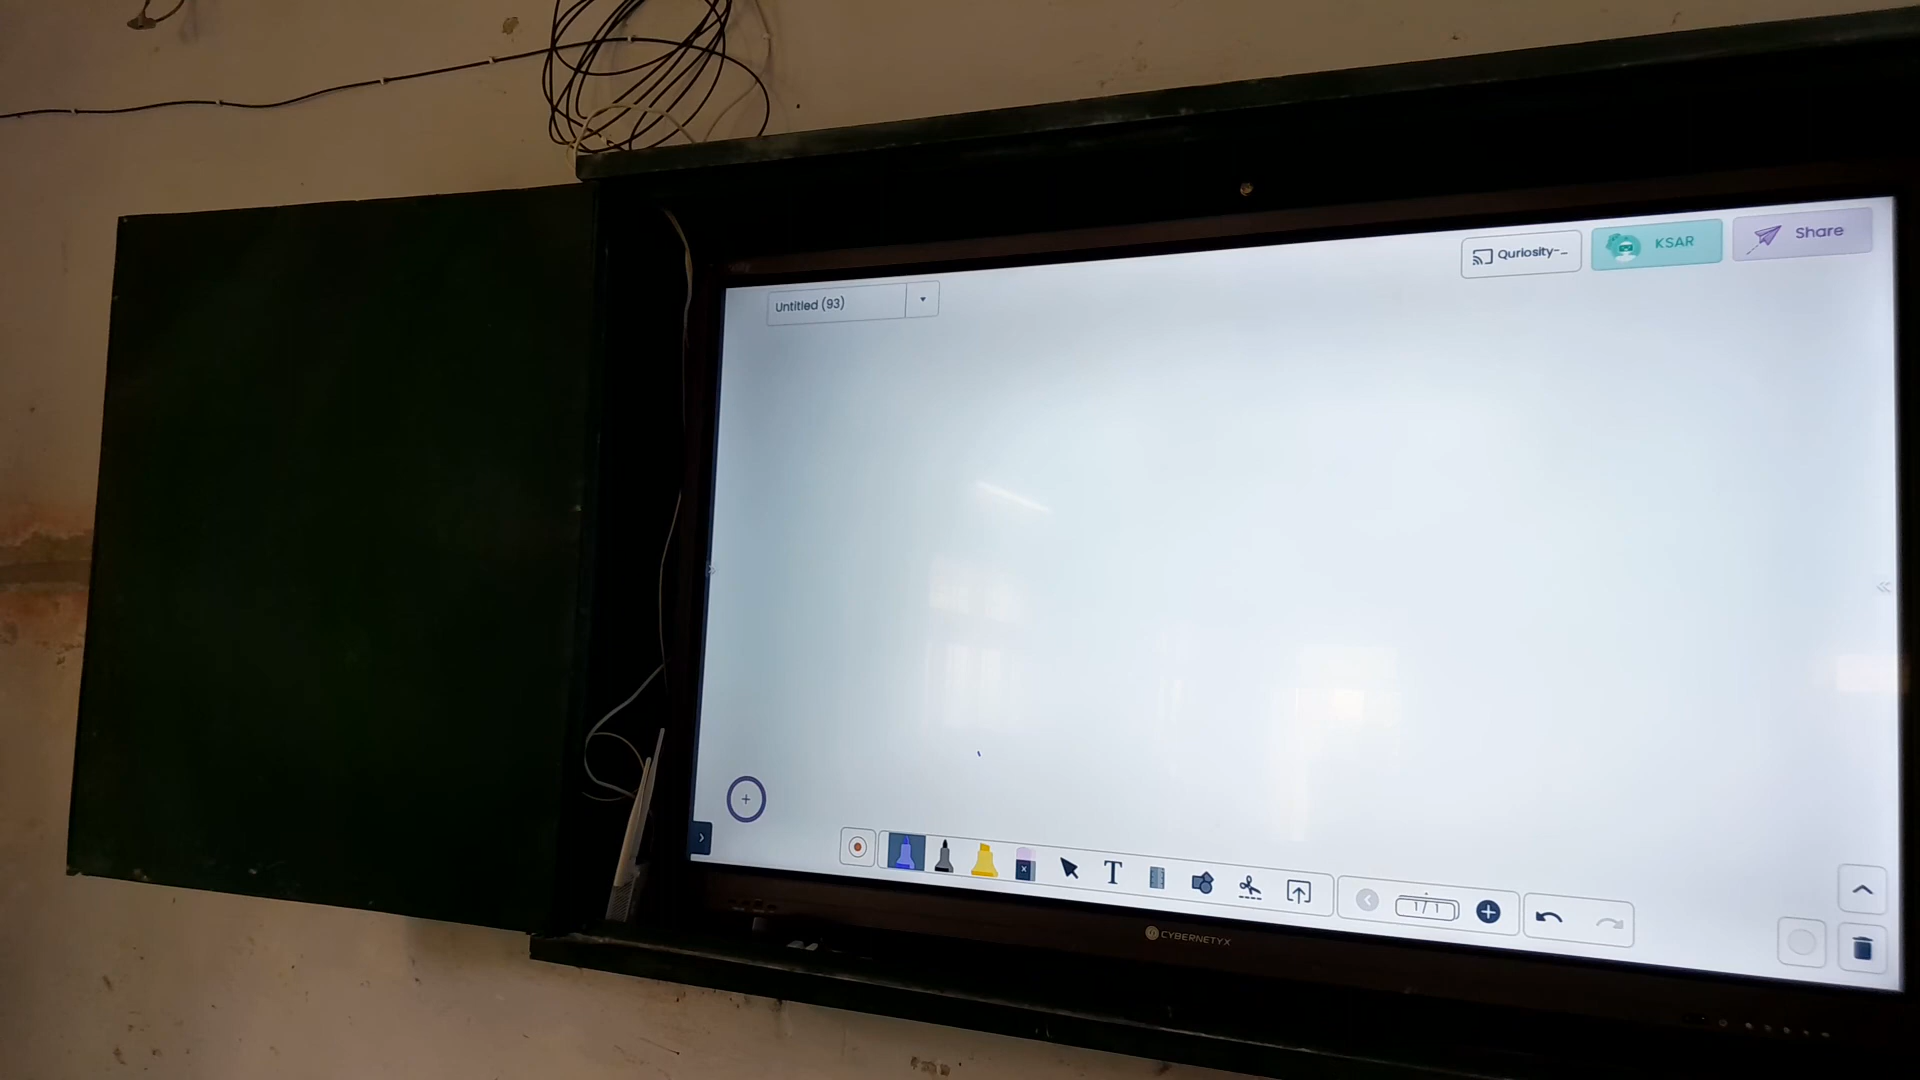 Quriosity-...
KSAR
Share
Untitled (93)
T
1 / 1
CYBERNETYX